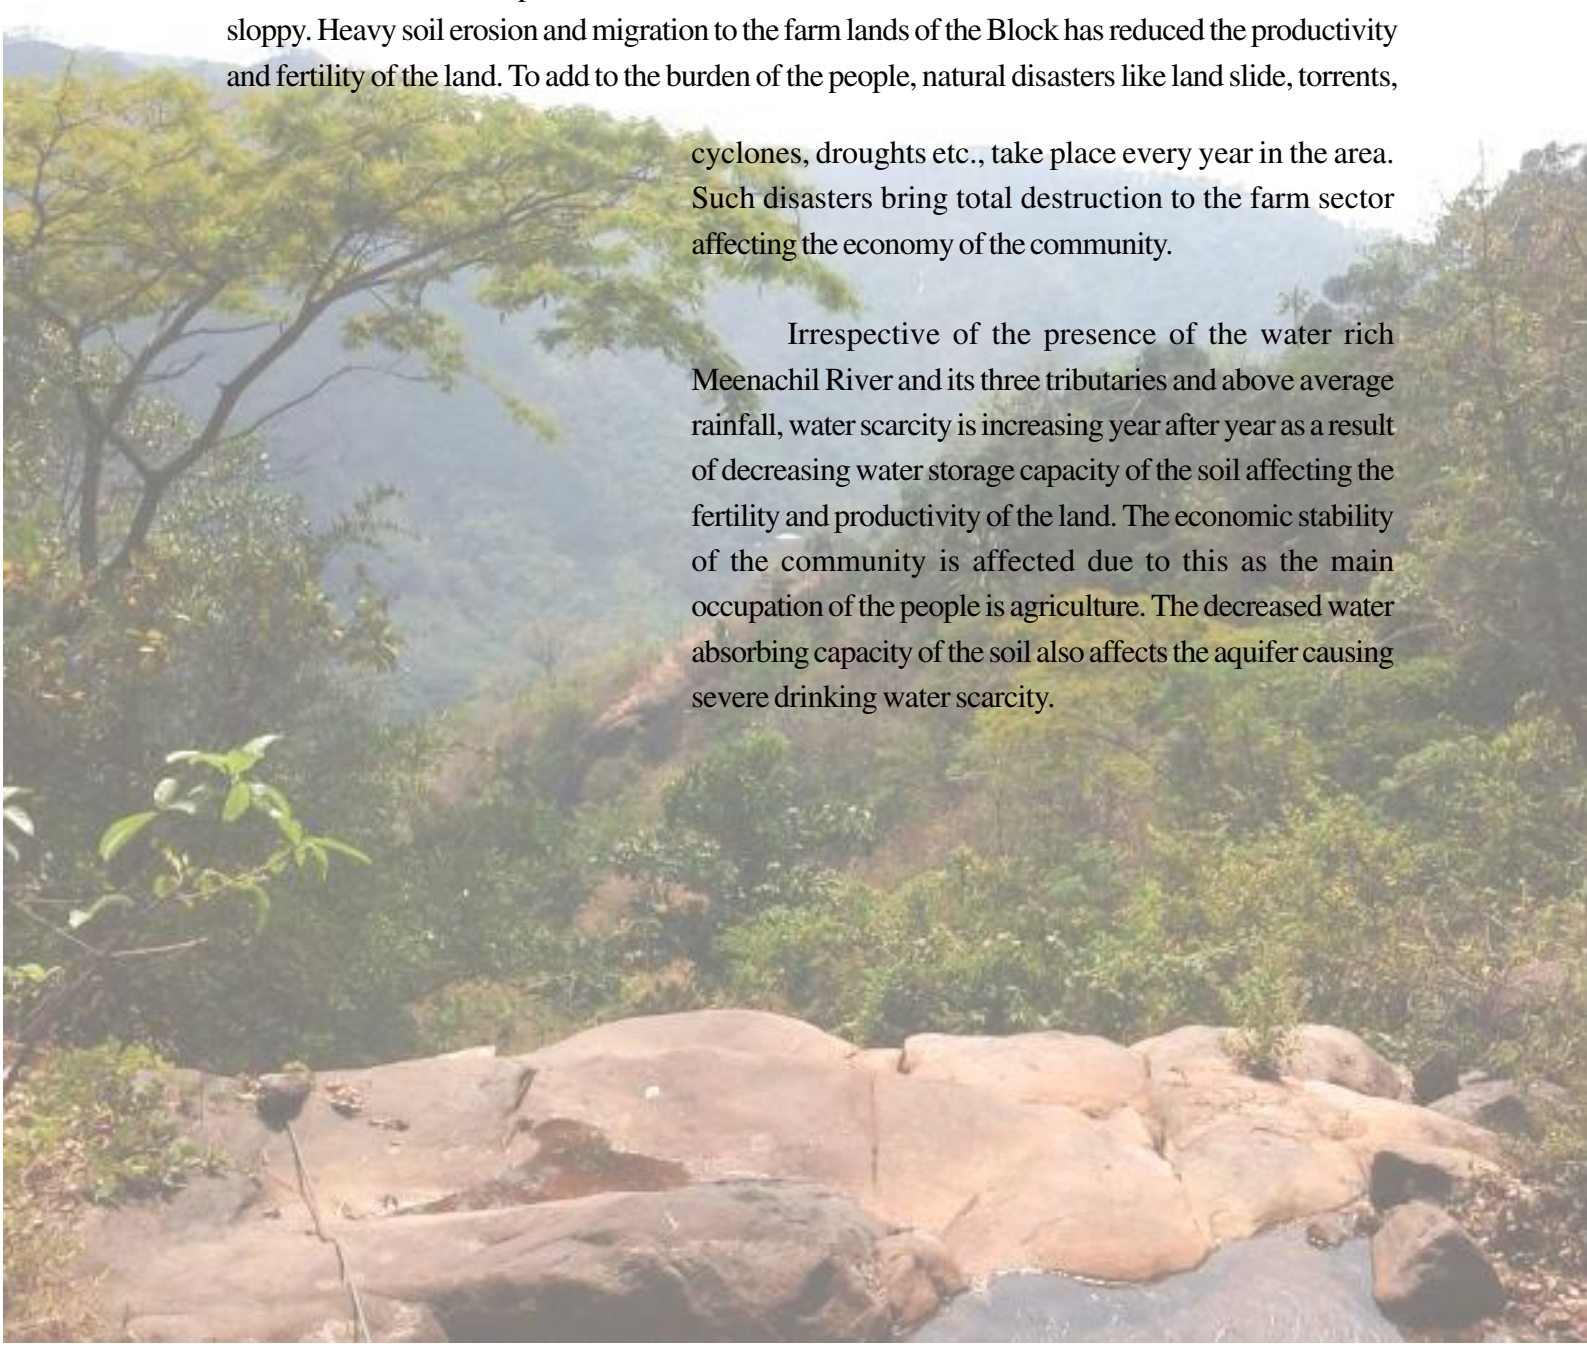 sloppy. Heavy soil erosion and migration to the farm lands of the Block has reduced the productivity
and fertility of the land. To add to the burden of the people, natural disasters like land slide, torrents,
cyclones, droughts etc., take place every year in the area.
Such disasters bring total destruction to the farm sector
affecting the economy of the community.
Irrespective of the presence of the water rich
Meenachil River and its three tributaries and above average
rainfall, water scarcity is increasing year after year as a result
of decreasing water storage capacity of the soil affecting the
fertility and productivity of the land. The economic stability
of the community is affected due to this as the main
occupation of the people is agriculture. The decreased water
absorbing capacity of the soil also affects the aquifer causing
severe drinking water scarcity.